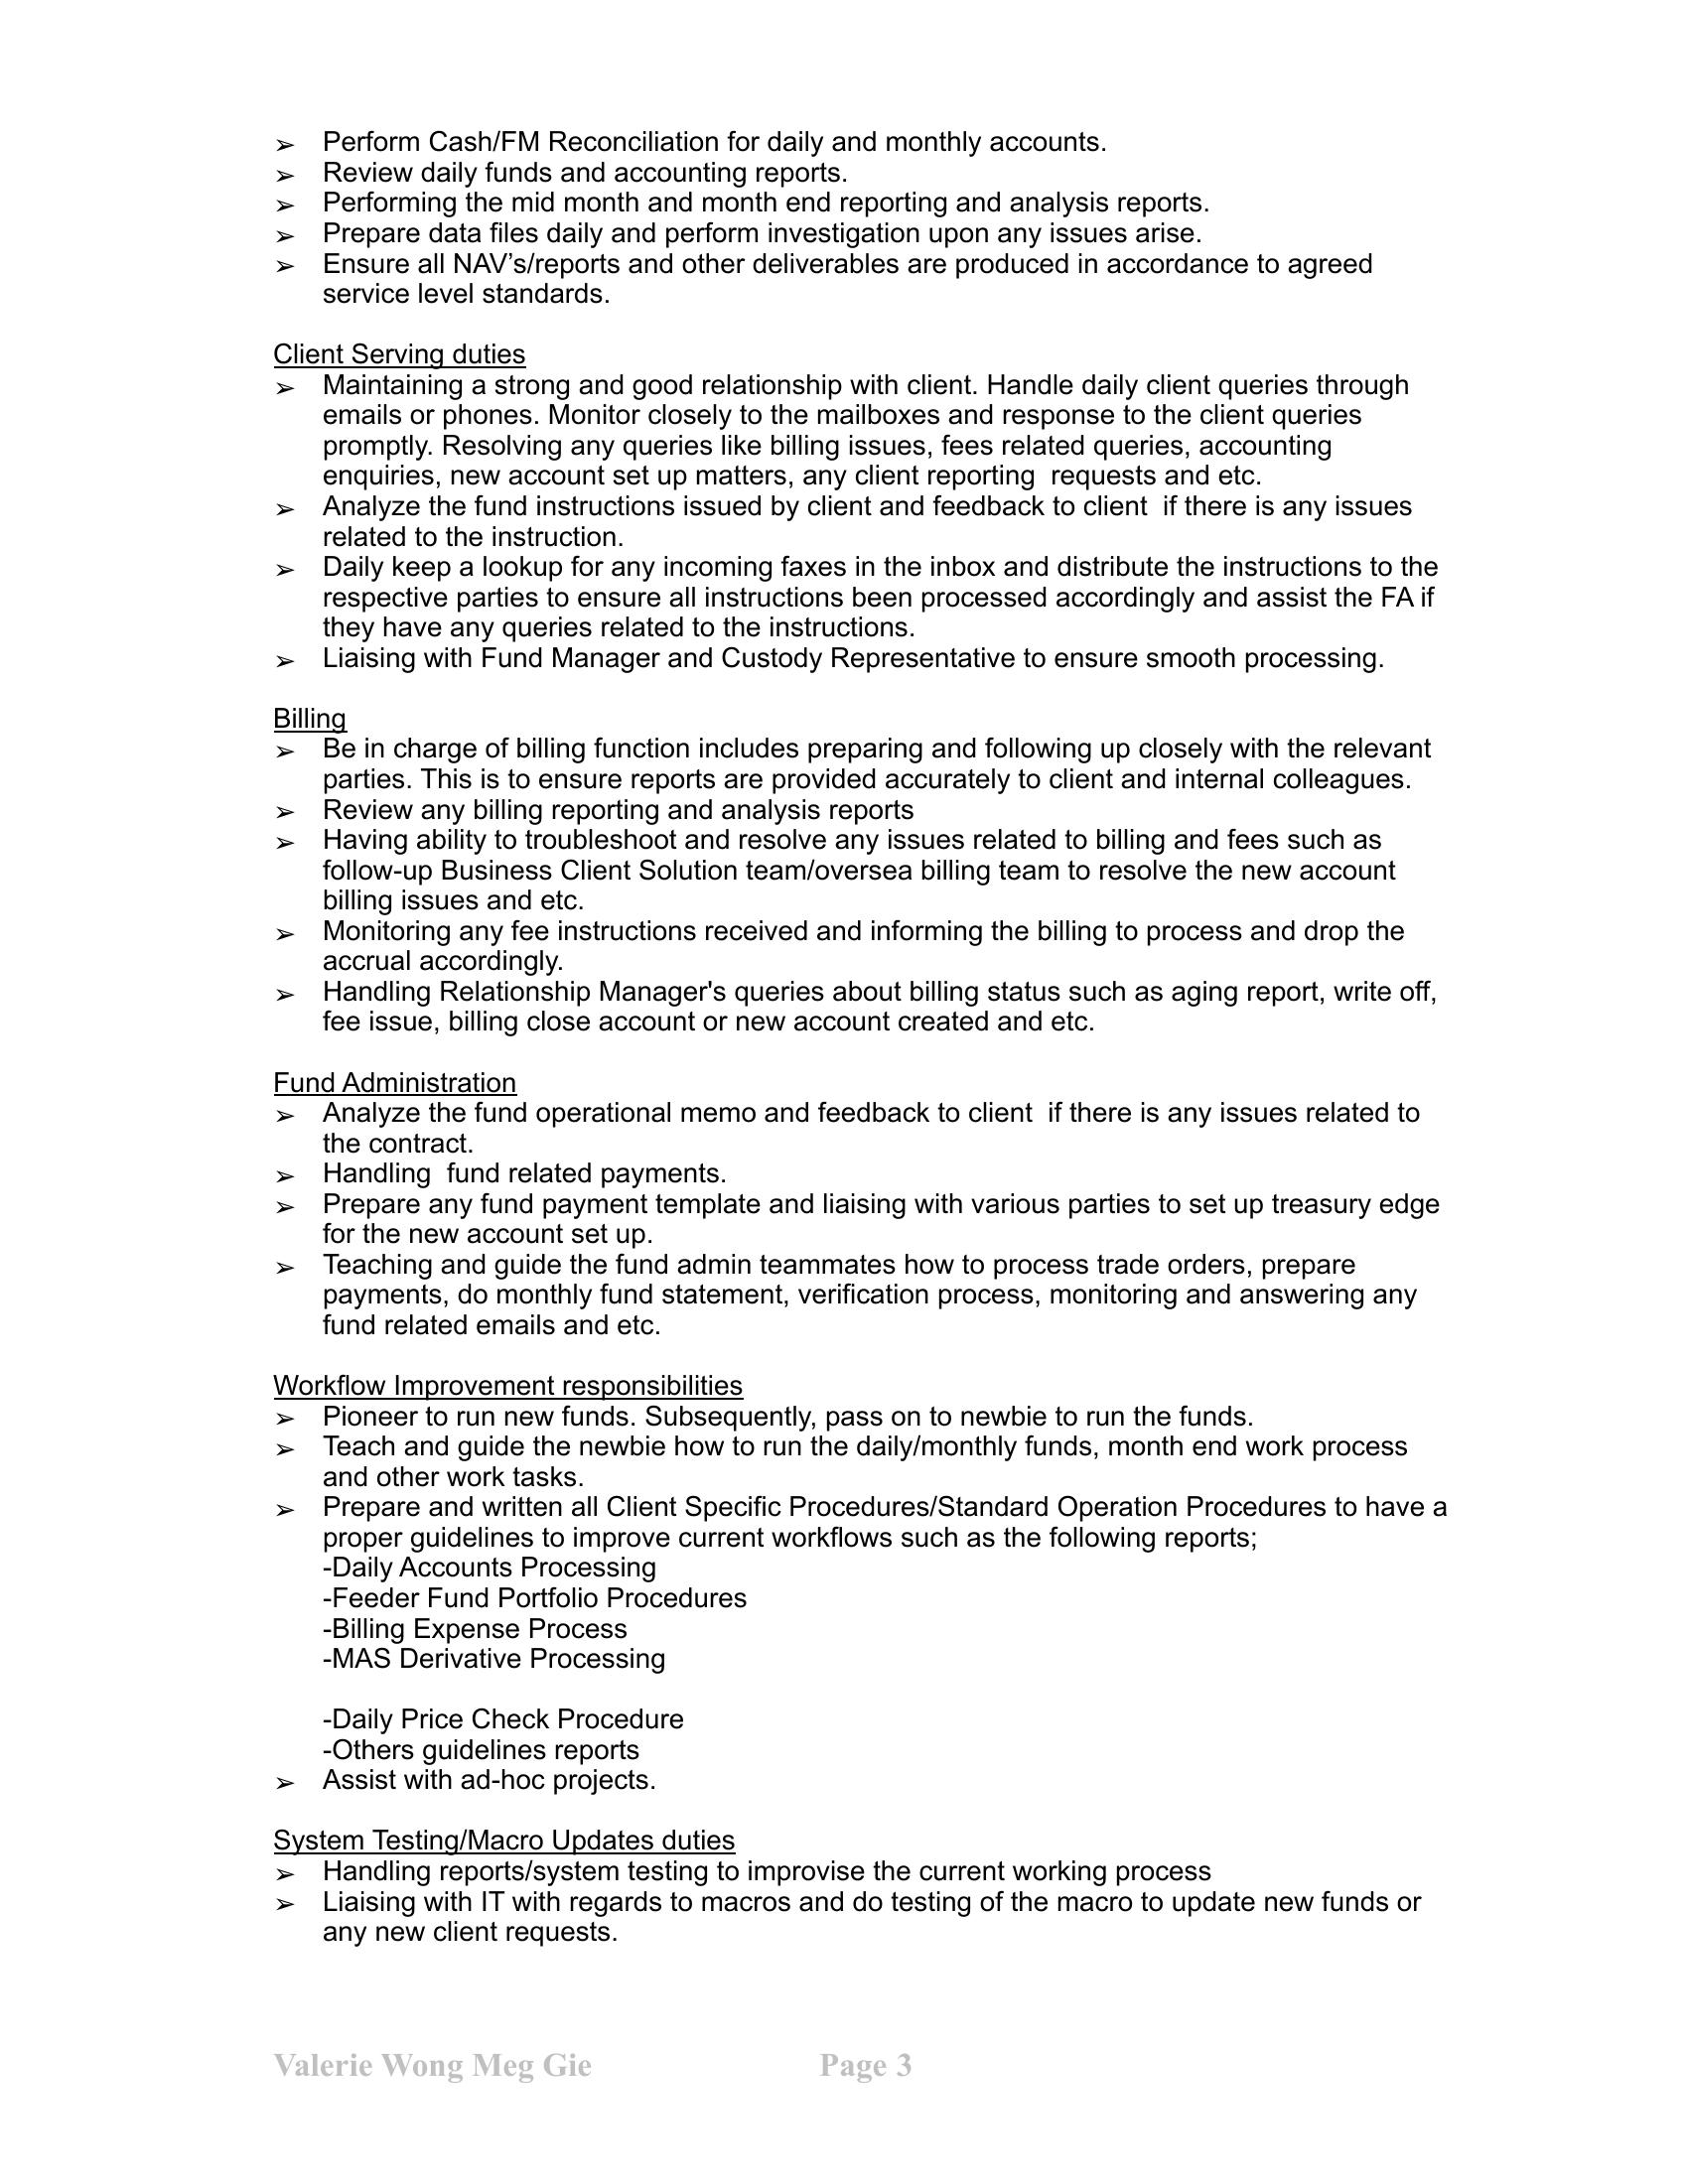 ➢ Perform Cash/FM Reconciliation for daily and monthly accounts.
➢ Review daily funds and accounting reports.
➢ Performing the mid month and month end reporting and analysis reports.
➢ Prepare data files daily and perform investigation upon any issues arise.
➢ Ensure all NAV’s/reports and other deliverables are produced in accordance to agreed
service level standards.
Client Serving duties
➢ Maintaining a strong and good relationship with client. Handle daily client queries through
emails or phones. Monitor closely to the mailboxes and response to the client queries
promptly. Resolving any queries like billing issues, fees related queries, accounting
enquiries, new account set up matters, any client reporting  requests and etc.
➢ Analyze the fund instructions issued by client and feedback to client  if there is any issues
related to the instruction.
➢ Daily keep a lookup for any incoming faxes in the inbox and distribute the instructions to the
respective parties to ensure all instructions been processed accordingly and assist the FA if
they have any queries related to the instructions.
➢ Liaising with Fund Manager and Custody Representative to ensure smooth processing.
Billing
➢ Be in charge of billing function includes preparing and following up closely with the relevant
parties. This is to ensure reports are provided accurately to client and internal colleagues.
➢ Review any billing reporting and analysis reports
➢ Having ability to troubleshoot and resolve any issues related to billing and fees such as
follow-up Business Client Solution team/oversea billing team to resolve the new account
billing issues and etc.
➢ Monitoring any fee instructions received and informing the billing to process and drop the
accrual accordingly.
➢ Handling Relationship Manager's queries about billing status such as aging report, write off,
fee issue, billing close account or new account created and etc.
Fund Administration
➢ Analyze the fund operational memo and feedback to client  if there is any issues related to
the contract.
➢ Handling  fund related payments.
➢ Prepare any fund payment template and liaising with various parties to set up treasury edge
for the new account set up.
➢ Teaching and guide the fund admin teammates how to process trade orders, prepare
payments, do monthly fund statement, verification process, monitoring and answering any
fund related emails and etc.
Workflow Improvement responsibilities
➢ Pioneer to run new funds. Subsequently, pass on to newbie to run the funds.
➢ Teach and guide the newbie how to run the daily/monthly funds, month end work process
and other work tasks.
➢ Prepare and written all Client Specific Procedures/Standard Operation Procedures to have a
proper guidelines to improve current workflows such as the following reports;
-Daily Accounts Processing
-Feeder Fund Portfolio Procedures
-Billing Expense Process
-MAS Derivative Processing
-Daily Price Check Procedure
-Others guidelines reports
➢ Assist with ad-hoc projects.
System Testing/Macro Updates duties
➢ Handling reports/system testing to improvise the current working process
➢ Liaising with IT with regards to macros and do testing of the macro to update new funds or
any new client requests.
Valerie Wong Meg Gie Page 3